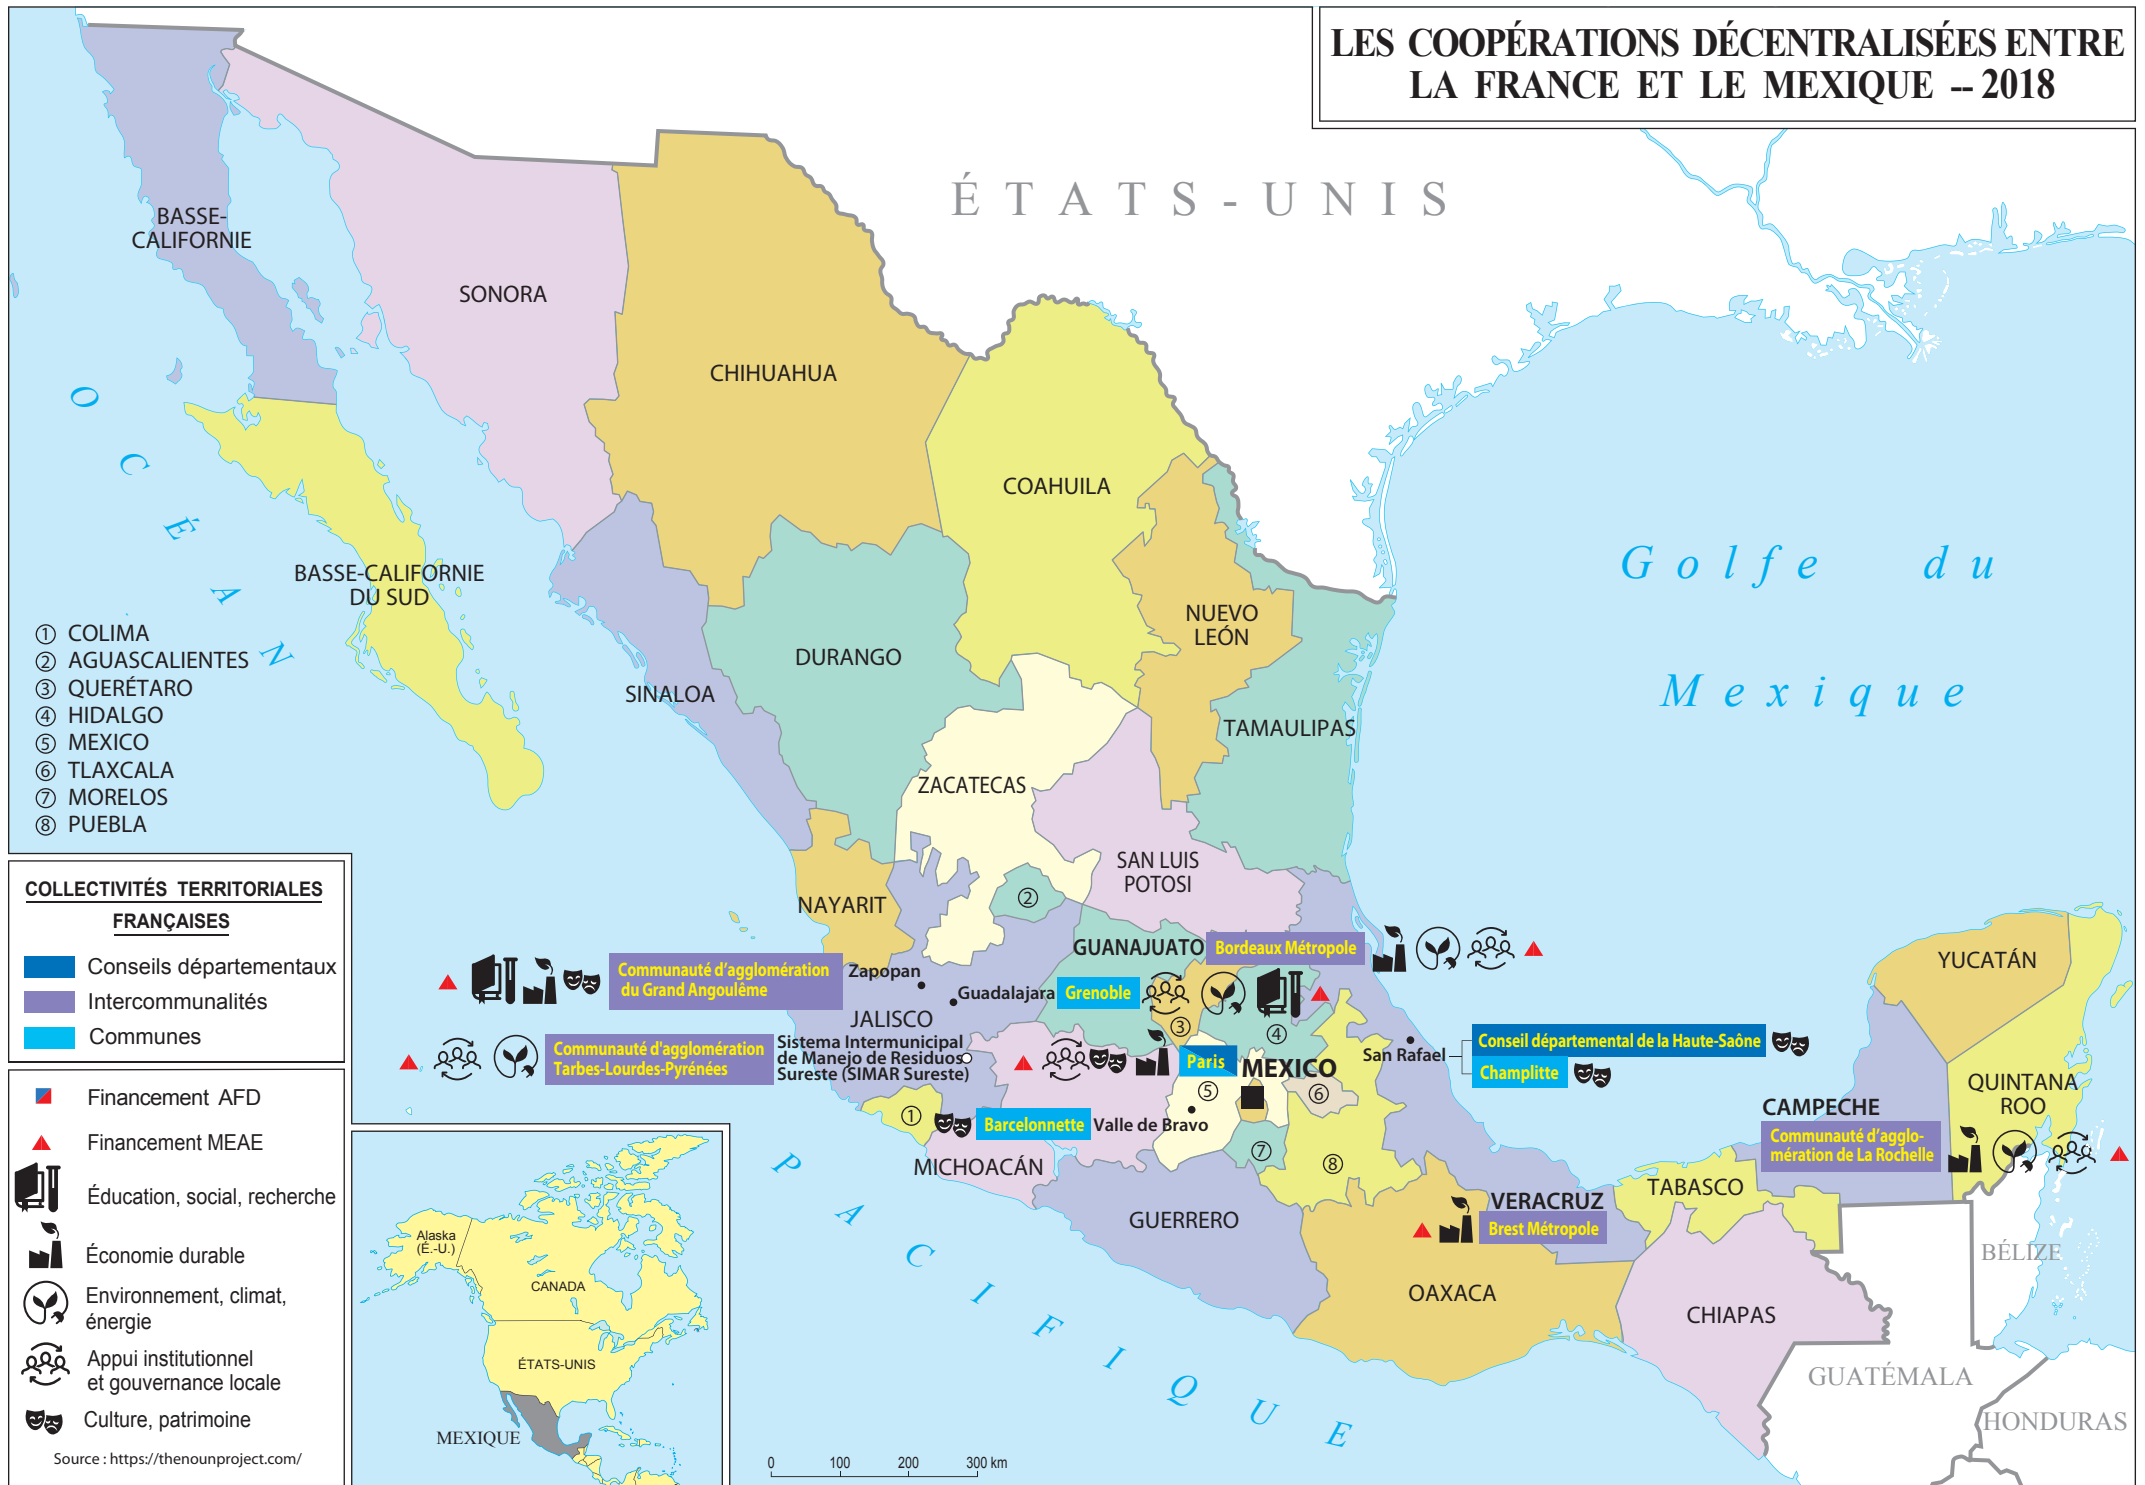 LES COOPÉRATIONS DÉCENTRALISÉES ENTRE
LA FRANCE ET LE MEXIQUE -- 2018
ÉTATS-UNIS
BASSE-
CALIFORNIE
SONORA
CHIHUAHUA
COAHUILA
BASSE-CALIFORNIE
DU SUD
NUEVO
LEÓN
DURANGO
SINALOA
TAMAULIPAS
ZACATECAS
SAN LUIS
POTOSI
NAYARIT
Golfe du
Mexique
OCÉAN
PACIFIQUE
① COLIMA
② AGUASCALIENTES
③ QUERÉTARO
④ HIDALGO
⑤ MEXICO
⑥ TLAXCALA
⑦ MORELOS
⑧ PUEBLA
②
GUANAJUATO
Bordeaux Métropole
Communauté d'agglomération
du Grand Angoulême
Zapopan
Guadalajara
Grenoble
JALISCO
③
④
Communauté d'agglomération
Tarbes-Lourdes-Pyrénées
Sistema Intermunicipal
de Manejo de Residuos
Sureste (SIMAR Sureste)
Paris
MEXICO
⑤
⑥
San Rafael
Conseil départemental de la Haute-Saône
Champlitte
①
Barcelonnette
Valle de Bravo
⑦
⑧
MICHOACÁN
GUERRERO
VERACRUZ
Brest Métropole
OAXACA
TABASCO
CHIAPAS
YUCATÁN
QUINTANA
ROO
CAMPECHE
Communauté d'agglo-
mération de La Rochelle
BÉLIZE
GUATÉMALA
HONDURAS
COLLECTIVITÉS TERRITORIALES
FRANÇAISES
Conseils départementaux
Intercommunalités
Communes
Financement AFD
Financement MEAE
Éducation, social, recherche
Économie durable
Environnement, climat,
énergie
Appui institutionnel
et gouvernance locale
Culture, patrimoine
Source : https://thenounproject.com/
Alaska
(É.-U.)
CANADA
ÉTATS-UNIS
MEXIQUE
0 100 200 300 km